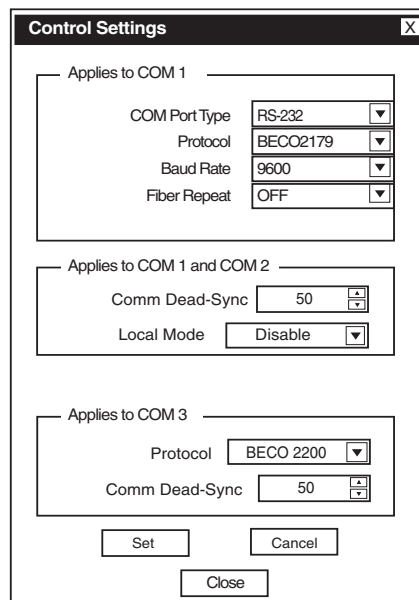 Control Settings X
Applies to COM 1
COM Port Type RS-232
Protocol BECO2179
Baud Rate 9600
Fiber Repeat OFF
Applies to COM 1 and COM 2
Comm Dead-Sync 50
Local Mode Disable
Applies to COM 3
Protocol BECO 2200
Comm Dead-Sync 50
Set Cancel
Close